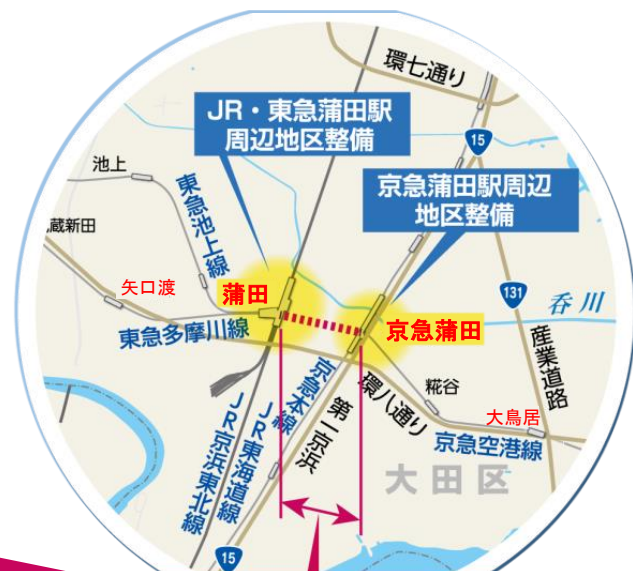 環七通り
JR・東急蒲田駅
周辺地区整備
15
池上
京急蒲田駅周辺
地区整備
東急池上線
蔵新田
矢口渡
蒲田
131
呑川
京急蒲田
東急多摩川線
産業道路
糀谷
環八通り
大鳥居
京急空港線
第一京浜
京急本線
JR東海道線
JR京浜東北線
大田区
15